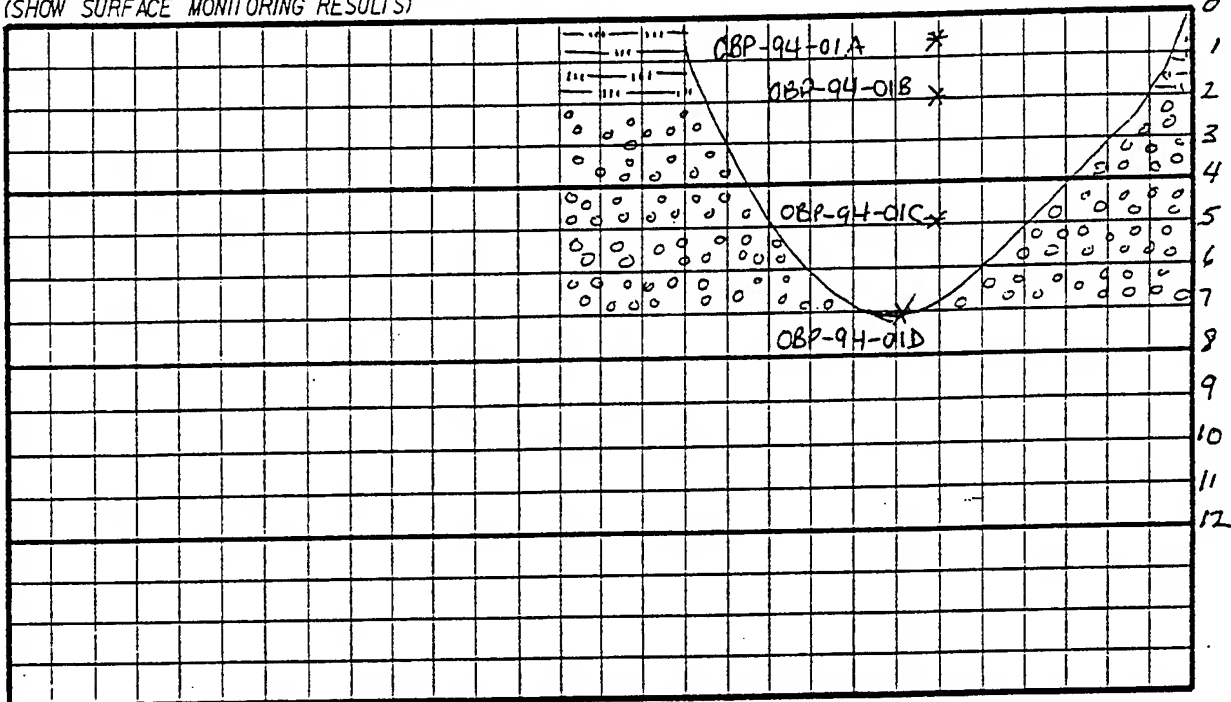 (SHOW SURFACE MONITORING RESULTS)
0
OBP-94-01A
1
OBP-94-01B
2
3
4
OBP-94-01C
5
6
7
OBP-94-01D
8
9
10
11
12